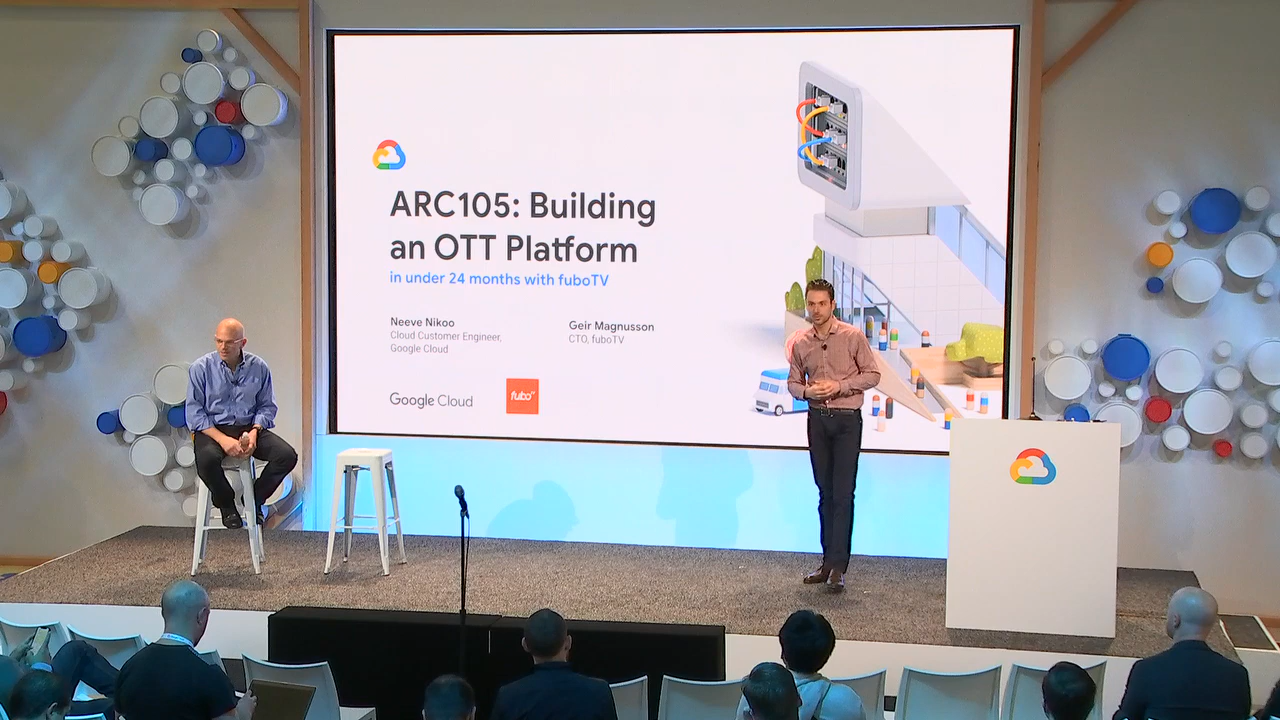 ARC105: Building
an OTT Platform
in under 24 months with fuboTV
Neeve Nikoo
Cloud Customer Engineer,
Google Cloud
Geir Magnusson
CTO, fuboTV
Google Cloud
fubo